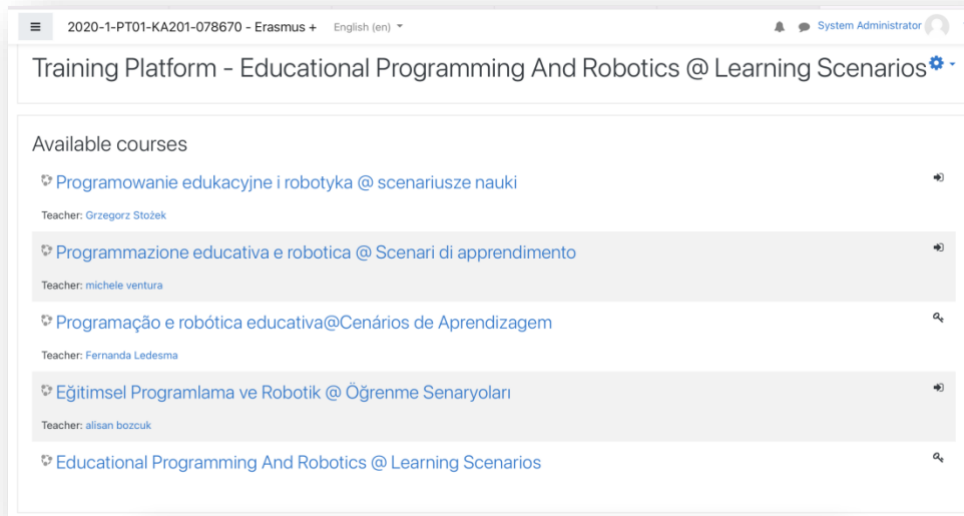 2020-1-PT01-KA201-078670 - Erasmus + English (en) System Administrator
Training Platform - Educational Programming And Robotics @ Learning Scenarios
Available courses
Programowanie edukacyjne i robotyka @ scenariusze nauki
Teacher: Grzegorz Stożek
Programmazione educativa e robotica @ Scenari di apprendimento
Teacher: michele ventura
Programação e robótica educativa@Cenários de Aprendizagem
Teacher: Fernanda Ledesma
Eğitimsel Programlama ve Robotik @ Öğrenme Senaryoları
Teacher: alisan bozcuk
Educational Programming And Robotics @ Learning Scenarios